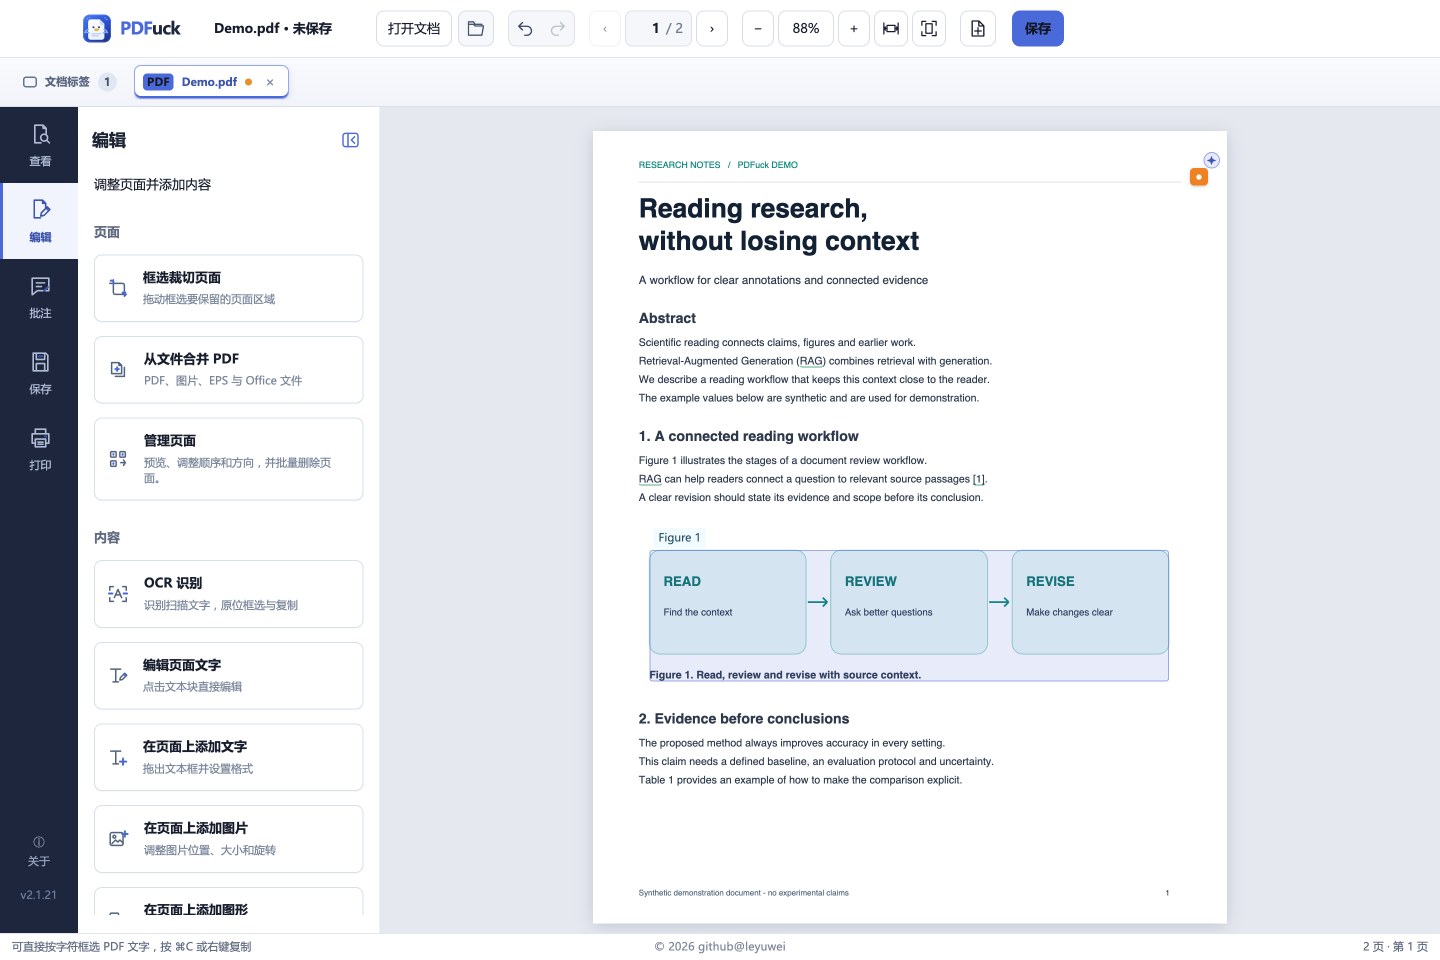 PDFuck
Demo.pdf • 未保存
打开文档
‹
1 / 2
›
−
88%
+
保存
文档标签 1
PDF Demo.pdf ×
查看
编辑
批注
保存
打印
关于
v2.1.21
编辑
调整页面并添加内容
页面
框选裁切页面
拖动框选要保留的页面区域
从文件合并 PDF
PDF、图片、EPS 与 Office 文件
管理页面
预览、调整顺序和方向，并批量删除页
面。
内容
OCR 识别
识别扫描文字，原位框选与复制
编辑页面文字
点击文本块直接编辑
在页面上添加文字
拖出文本框并设置格式
在页面上添加图片
调整图片位置、大小和旋转
在页面上添加图形
RESEARCH NOTES / PDFuck DEMO
Reading research,
without losing context
A workflow for clear annotations and connected evidence
Abstract
Scientific reading connects claims, figures and earlier work.
Retrieval-Augmented Generation (RAG) combines retrieval with generation.
We describe a reading workflow that keeps this context close to the reader.
The example values below are synthetic and are used for demonstration.
1. A connected reading workflow
Figure 1 illustrates the stages of a document review workflow.
RAG can help readers connect a question to relevant source passages [1].
A clear revision should state its evidence and scope before its conclusion.
Figure 1
READ
Find the context
→
REVIEW
Ask better questions
→
REVISE
Make changes clear
Figure 1. Read, review and revise with source context.
2. Evidence before conclusions
The proposed method always improves accuracy in every setting.
This claim needs a defined baseline, an evaluation protocol and uncertainty.
Table 1 provides an example of how to make the comparison explicit.
Synthetic demonstration document - no experimental claims
1
可直接按字符框选 PDF 文字，按 ⌘C 或右键复制
© 2026 github@leyuwei
2 页 · 第 1 页